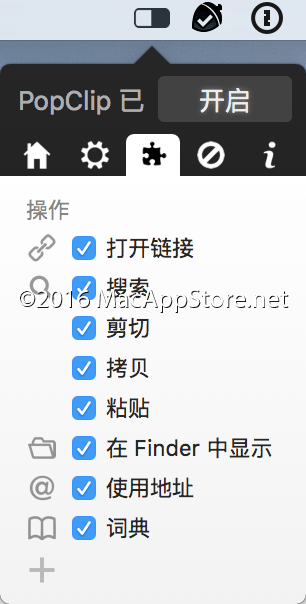 PopClip 已 开启
操作
打开链接
搜索
©2016 MacAppStore.net
剪切
拷贝
粘贴
在 Finder 中显示
@ 使用地址
词典